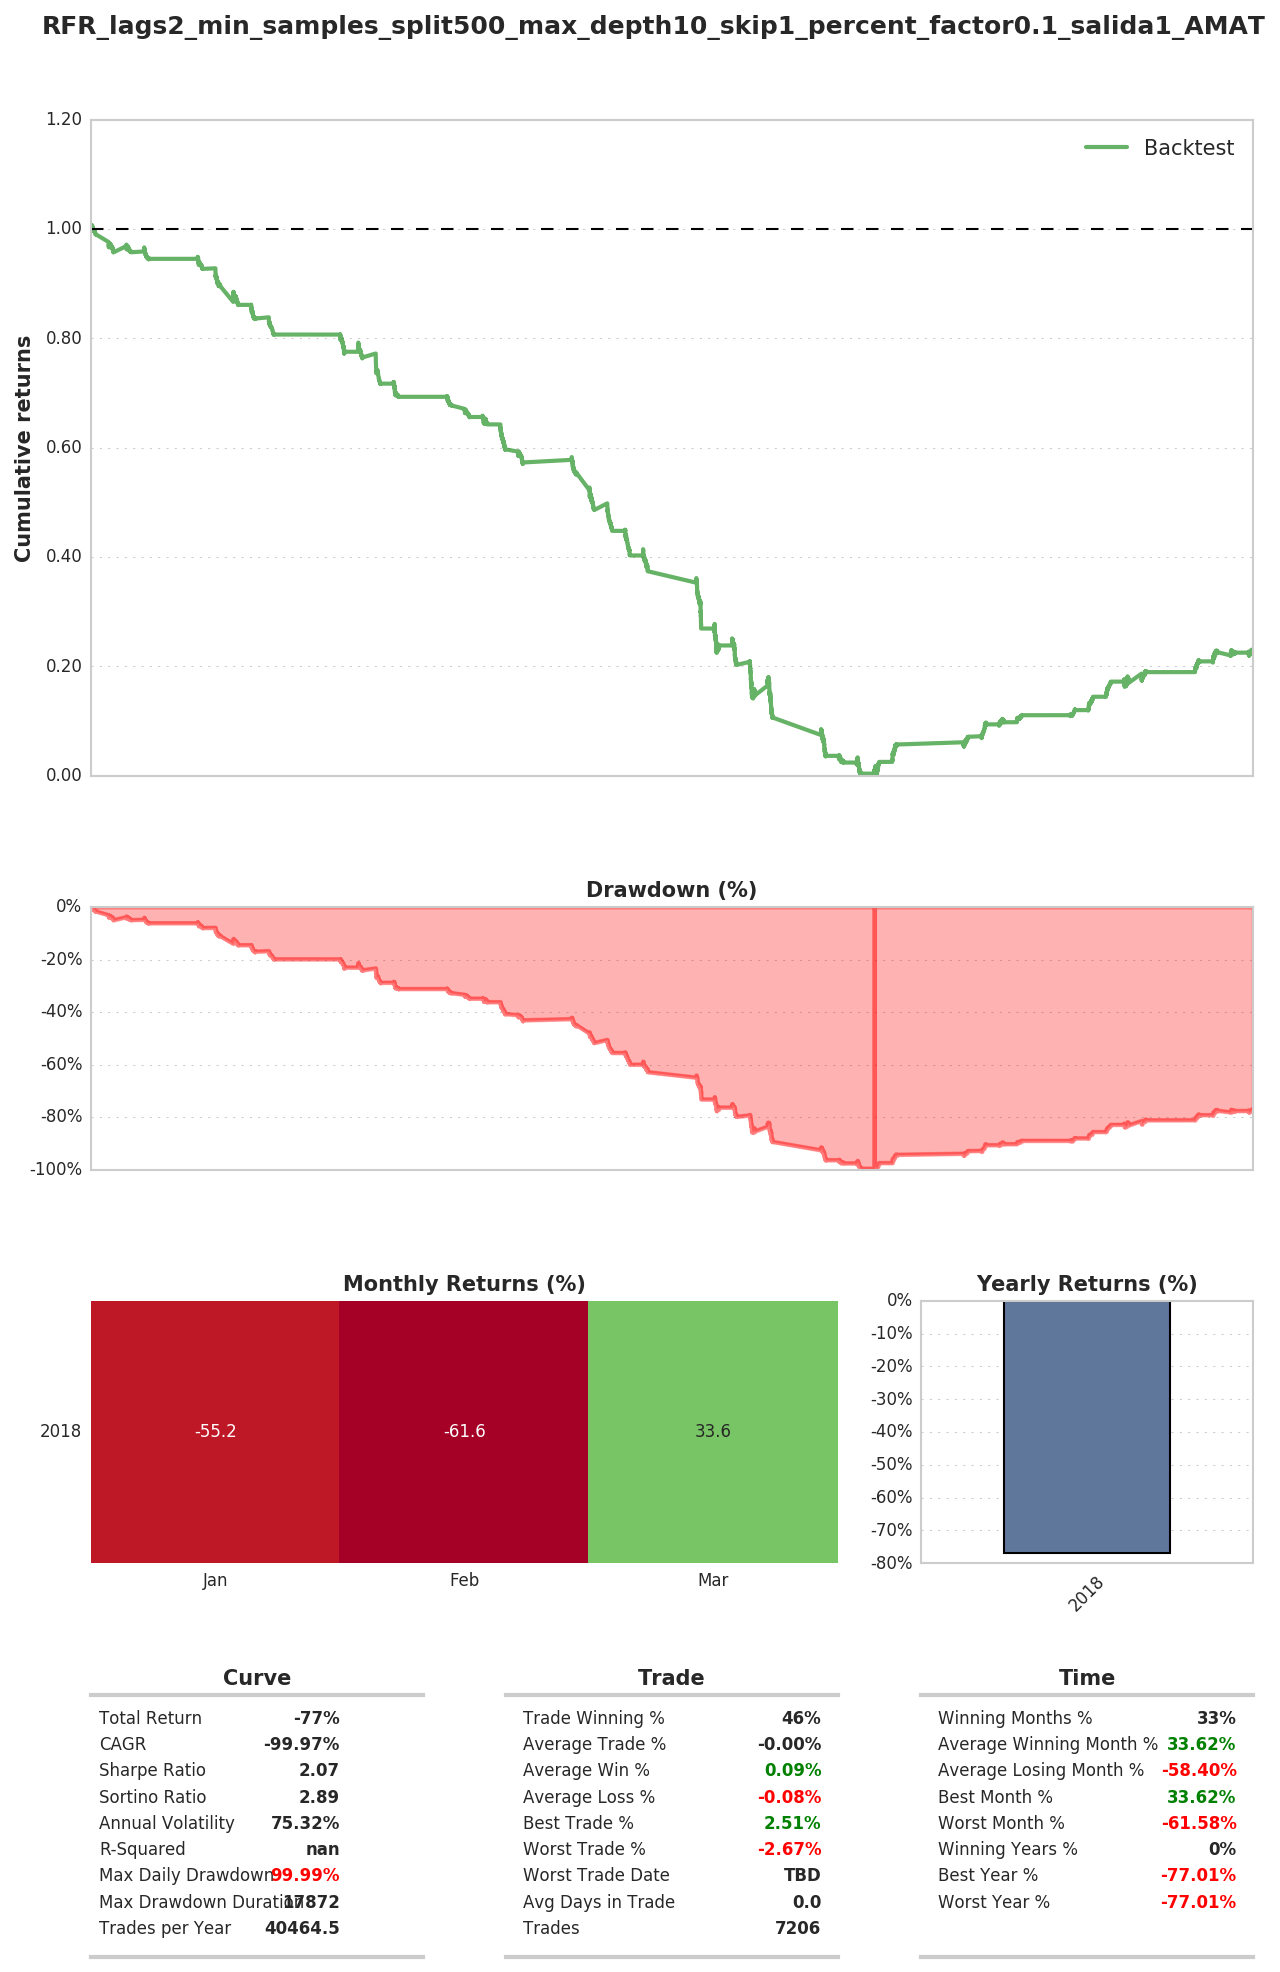 RFR_lags2_min_samples_split500_max_depth10_skip1_percent_factor0.1_salida1_AMAT
1.20
1.00
0.80
0.60
0.40
0.20
0.00
Cumulative returns
Backtest
Drawdown (%)
0%
-20%
-40%
-60%
-80%
-100%
Monthly Returns (%)
2018
-55.2
-61.6
33.6
Jan
Feb
Mar
Yearly Returns (%)
0%
-10%
-20%
-30%
-40%
-50%
-60%
-70%
-80%
2018
Curve
Total Return -77%
CAGR -99.97%
Sharpe Ratio 2.07
Sortino Ratio 2.89
Annual Volatility 75.32%
R-Squared nan
Max Daily Drawdown 99.99%
Max Drawdown Duration 17872
Trades per Year 40464.5
Trade
Trade Winning % 46%
Average Trade % -0.00%
Average Win % 0.09%
Average Loss % -0.08%
Best Trade % 2.51%
Worst Trade % -2.67%
Worst Trade Date TBD
Avg Days in Trade 0.0
Trades 7206
Time
Winning Months % 33%
Average Winning Month % 33.62%
Average Losing Month % -58.40%
Best Month % 33.62%
Worst Month % -61.58%
Winning Years % 0%
Best Year % -77.01%
Worst Year % -77.01%